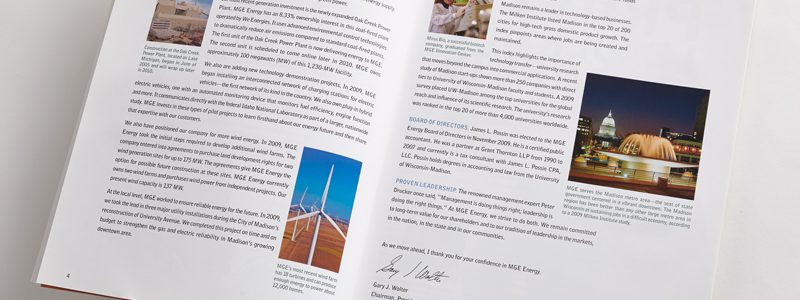 energy supply.
most recent generation investment is the newly expanded Oak Creek
Plant. MGE Energy has an 8.33% ownership interest in this coal-fired plant
operated by We Energies. It uses advanced environmental control technologies
to dramatically reduce air emissions compared to standard coal-fired plants.
The first unit of the Oak Creek Power Plant is now delivering energy to MGE.
The second unit is scheduled to come online later in 2010. MGE owns
approximately 100 megawatts (MW) of this 1,230-MW facility.
Construction at the Oak Creek
Power Plant, located on Lake
Michigan, began in June of
2005 and will wrap up later
in 2010.
We also are adding new technology demonstration projects. In 2009, MGE
began installing an interconnected network of charging stations for electric
vehicles—the first network of its kind in the country. We also own plug-in hybrid
electric vehicles, one with an automated monitoring device that monitors fuel efficiency, engine function
and more. It communicates directly with the federal Idaho National Laboratory as part of a larger, nationwide
study. MGE invests in these types of pilot projects to learn firsthand about our energy future and then share
that expertise with our customers.
We also have positioned our company for more wind energy. In 2009, MGE
Energy took the initial steps required to develop additional wind farms. The
company entered into agreements to purchase land development rights for two
wind generation sites for up to 175 MW. The agreements give MGE Energy the
option for possible future construction at these sites. MGE Energy currently
owns two wind farms and purchases wind power from independent projects. Our
present wind capacity is 137 MW.
At the local level, MGE worked to ensure reliable energy for the future. In 2009,
we took the lead in three major utility installations during the City of Madison's
reconstruction of University Avenue. We completed this project on time and on
budget to strengthen the gas and electric reliability in Madison's growing
downtown area.
MGE's most recent wind farm
has 18 turbines and can produce
enough energy to power about
12,000 homes.
4
Madison remains a leader in technology-based businesses.
The Milken Institute listed Madison in the top 20 of 200
cities for high-tech gross domestic product growth. The
index pinpoints areas where jobs are being created and
maintained.
Mirus Bio, a successful biotech
company, graduated from the
MGE Innovation Center.
This index highlights the importance of
technology transfer—university research
that moves beyond the campus into commercial applications. A recent
study of Madison start-ups shown more than 250 companies with direct
ties to University of Wisconsin-Madison faculty and students. A 2009
survey placed UW-Madison among the top universities for the global
reach and influence of its scientific research. The university's research
was ranked in the top 20 of more than 4,000 universities worldwide.
BOARD OF DIRECTORS. James L. Possin was elected to the MGE
Energy Board of Directors in November 2009. He is a certified public
accountant. He was a partner at Grant Thornton LLP from 1990 to
2007 and currently is a tax consultant with James L. Possin CPA,
LLC. Possin holds degrees in accounting and law from the University
of Wisconsin-Madison.
MGE serves the Madison metro area—the seat of state
government centered in a vibrant downtown. The Madison
region has been better than any other large metro area in
Wisconsin at sustaining jobs in a difficult economy, according
to a 2009 Milken Institute study.
PROVEN LEADERSHIP. The renowned management expert Peter
Drucker once said, "Management is doing things right; leadership is
doing the right things." At MGE Energy, we strive to do both. We remain committed
to long-term value for our shareholders and to our tradition of leadership in the markets,
in the nation, in the state and in our communities.
As we move ahead, I thank you for your confidence in MGE Energy.
Gary J. Wolter
Gary J. Wolter
Chairman,